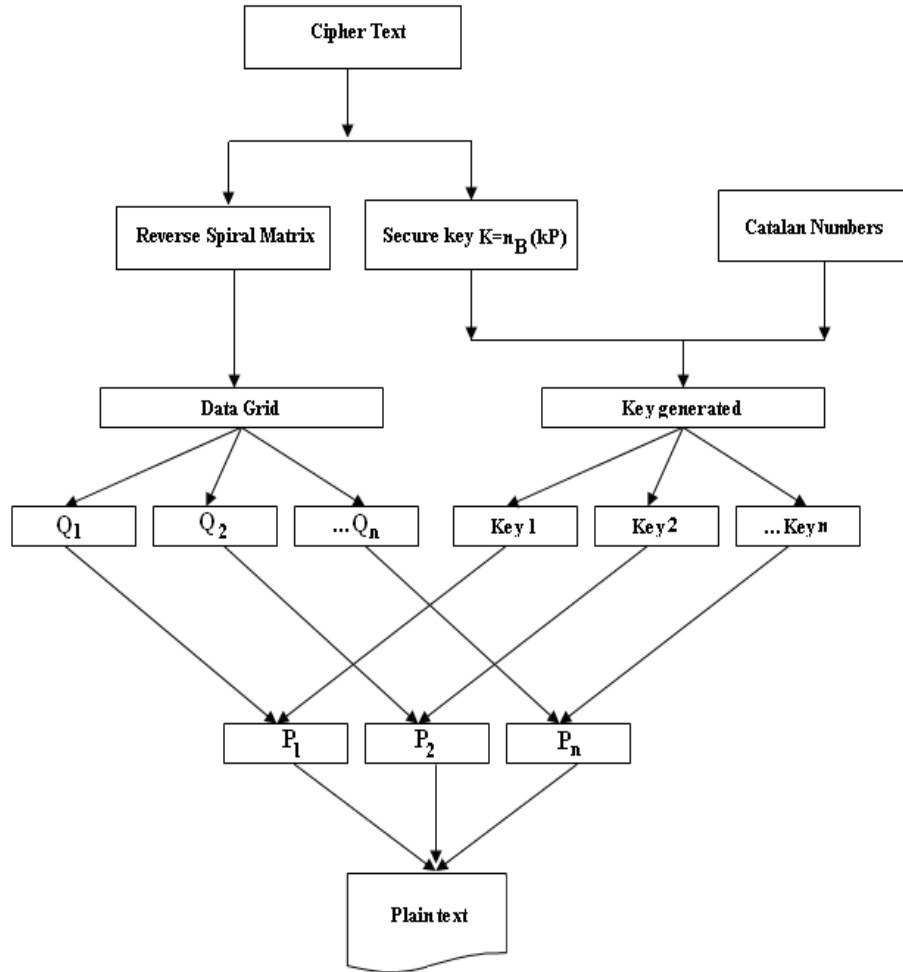 Cipher Text
Reverse Spiral Matrix
Secure key K=n_B(kP)
Catalan Numbers
Data Grid
Key generated
Q1
Q2
...Qn
Key 1
Key 2
...Key n
P1
P2
Pn
Plain text